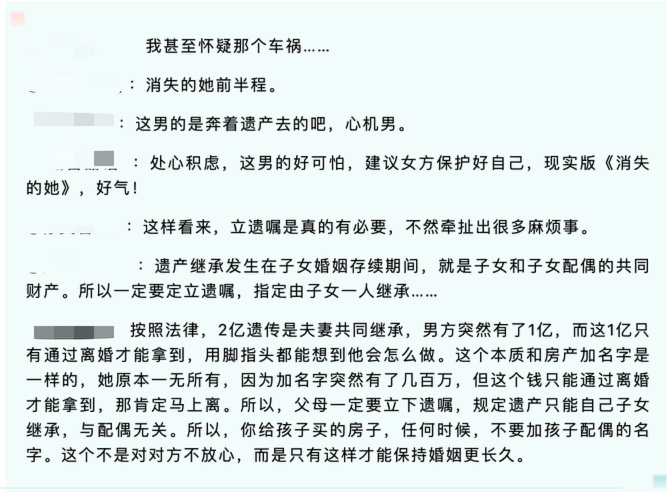 我甚至怀疑那个车祸……
：消失的她前半程。
：这男的是奔着遗产去的吧，心机男。
：处心积虑，这男的好可怕，建议女方保护好自己，现实版《消失
的她》，好气！
：这样看来，立遗嘱是真的有必要，不然牵扯出很多麻烦事。
：遗产继承发生在子女婚姻存续期间，就是子女和子女配偶的共同
财产。所以一定要定立遗嘱，指定由子女一人继承……
按照法律，2亿遗传是夫妻共同继承，男方突然有了1亿，而这1亿只
有通过离婚才能拿到，用脚指头都能想到他会怎么做。这个本质和房产加名字是
一样的，她原本一无所有，因为加名字突然有了几百万，但这个钱只能通过离婚
才能拿到，那肯定马上离。所以，父母一定要立下遗嘱，规定遗产只能自己子女
继承，与配偶无关。所以，你给孩子买的房子，任何时候，不要加孩子配偶的名
字。这个不是对对方不放心，而是只有这样才能保持婚姻更长久。